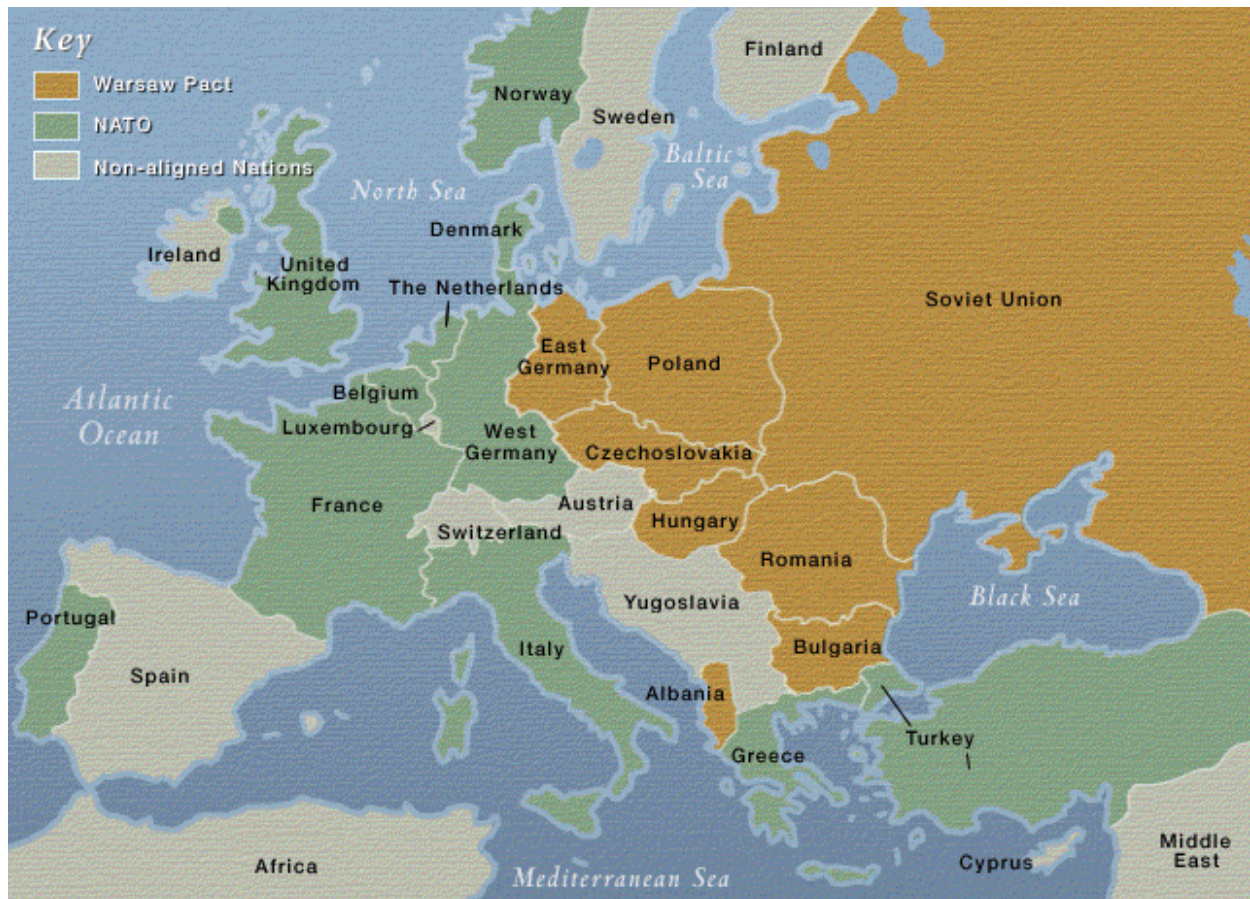 Key
Warsaw Pact
NATO
Non-aligned Nations
Finland
Norway
Sweden
Baltic
Sea
North Sea
Denmark
Ireland
United
Kingdom
The Netherlands
Soviet Union
East
Germany
Poland
Belgium
Atlantic
Ocean
Luxembourg
West
Germany
Czechoslovakia
France
Austria
Switzerland
Hungary
Romania
Black Sea
Yugoslavia
Portugal
Italy
Bulgaria
Spain
Albania
Turkey
Greece
Africa
Mediterranean Sea
Cyprus
Middle
East